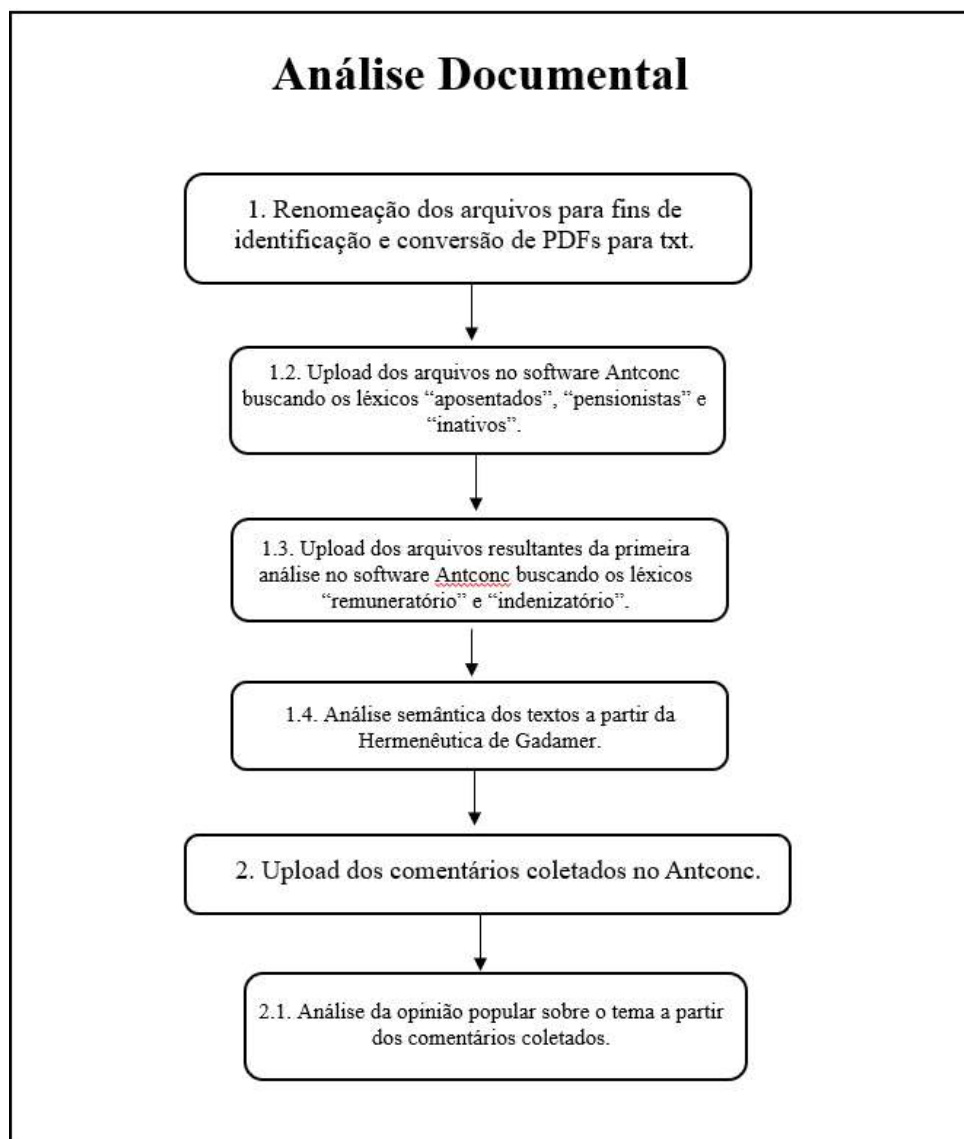 Análise Documental
1. Renomeação dos arquivos para fins de
identificação e conversão de PDFs para txt.
1.2. Upload dos arquivos no software Antconc
buscando os léxicos “aposentados”, “pensionistas” e
“inativos”.
1.3. Upload dos arquivos resultantes da primeira
análise no software Antconc buscando os léxicos
“remuneratório” e “indenizatório”.
1.4. Análise semântica dos textos a partir da
Hermenêutica de Gadamer.
2. Upload dos comentários coletados no Antconc.
2.1. Análise da opinião popular sobre o tema a partir
dos comentários coletados.